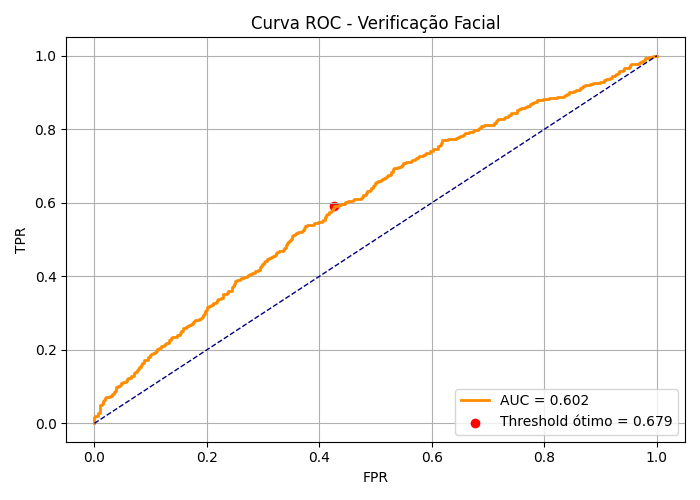 Curva ROC - Verificação Facial
TPR
1.0
0.8
0.6
0.4
0.2
0.0
0.0 0.2 0.4 0.6 0.8 1.0
FPR
AUC = 0.602
Threshold ótimo = 0.679